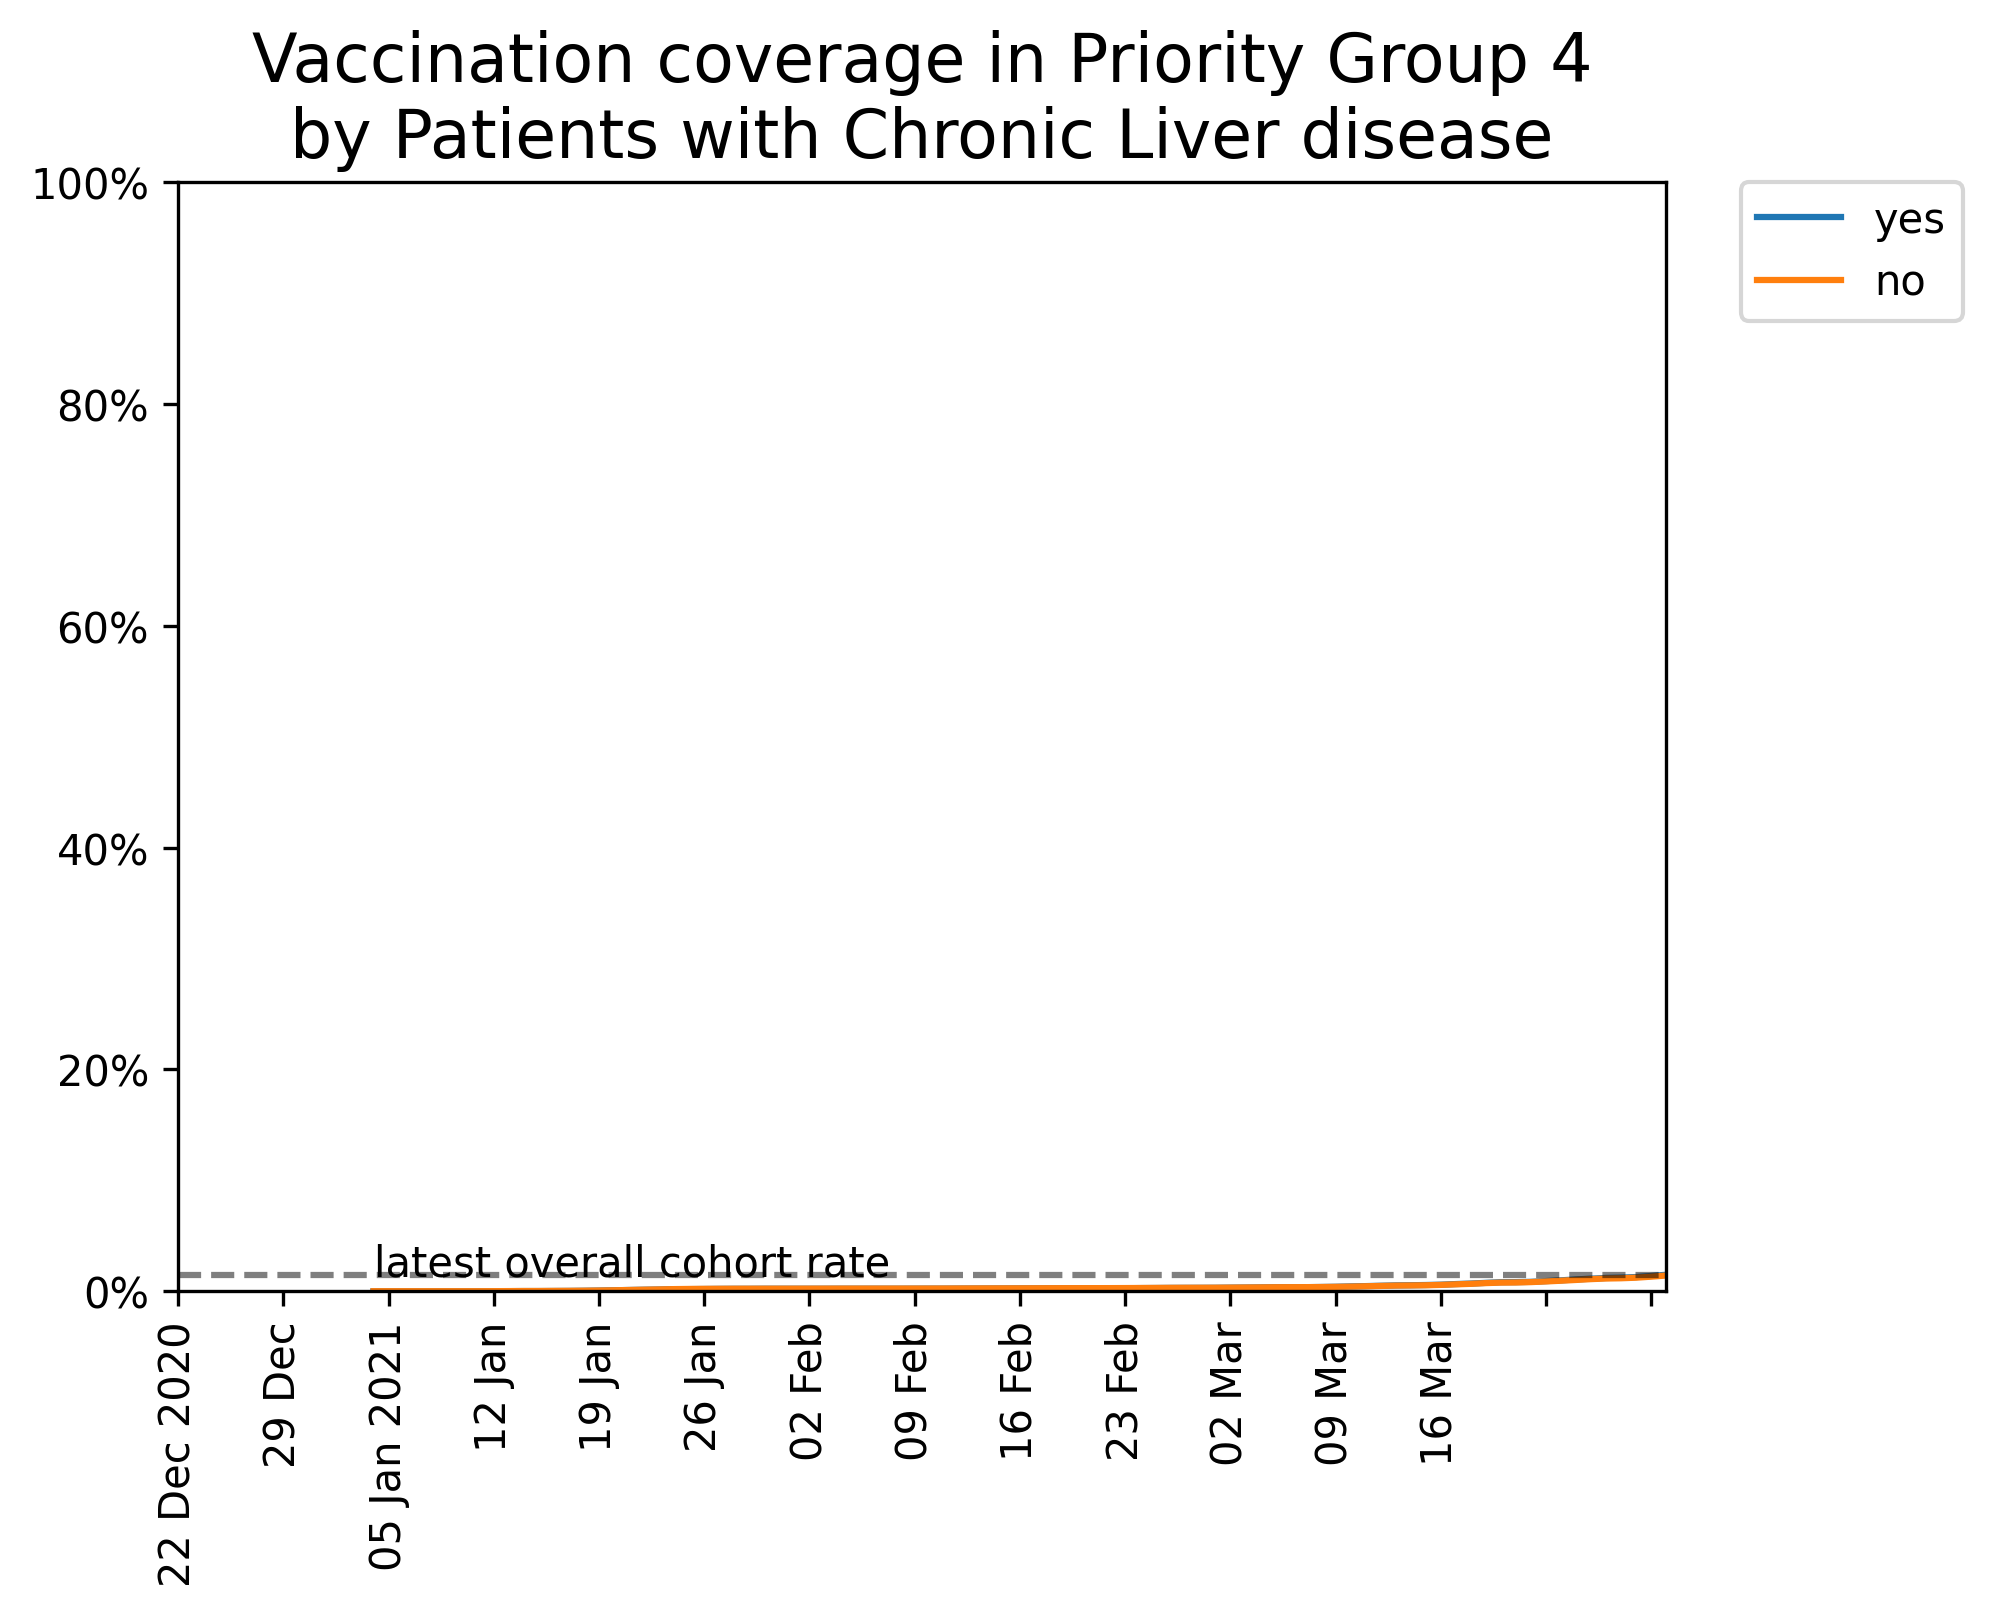 Vaccination coverage in Priority Group 4
by Patients with Chronic Liver disease
100%
80%
60%
40%
20%
0%
latest overall cohort rate
22 Dec 2020
29 Dec
05 Jan 2021
12 Jan
19 Jan
26 Jan
02 Feb
09 Feb
16 Feb
23 Feb
02 Mar
09 Mar
16 Mar
yes
no